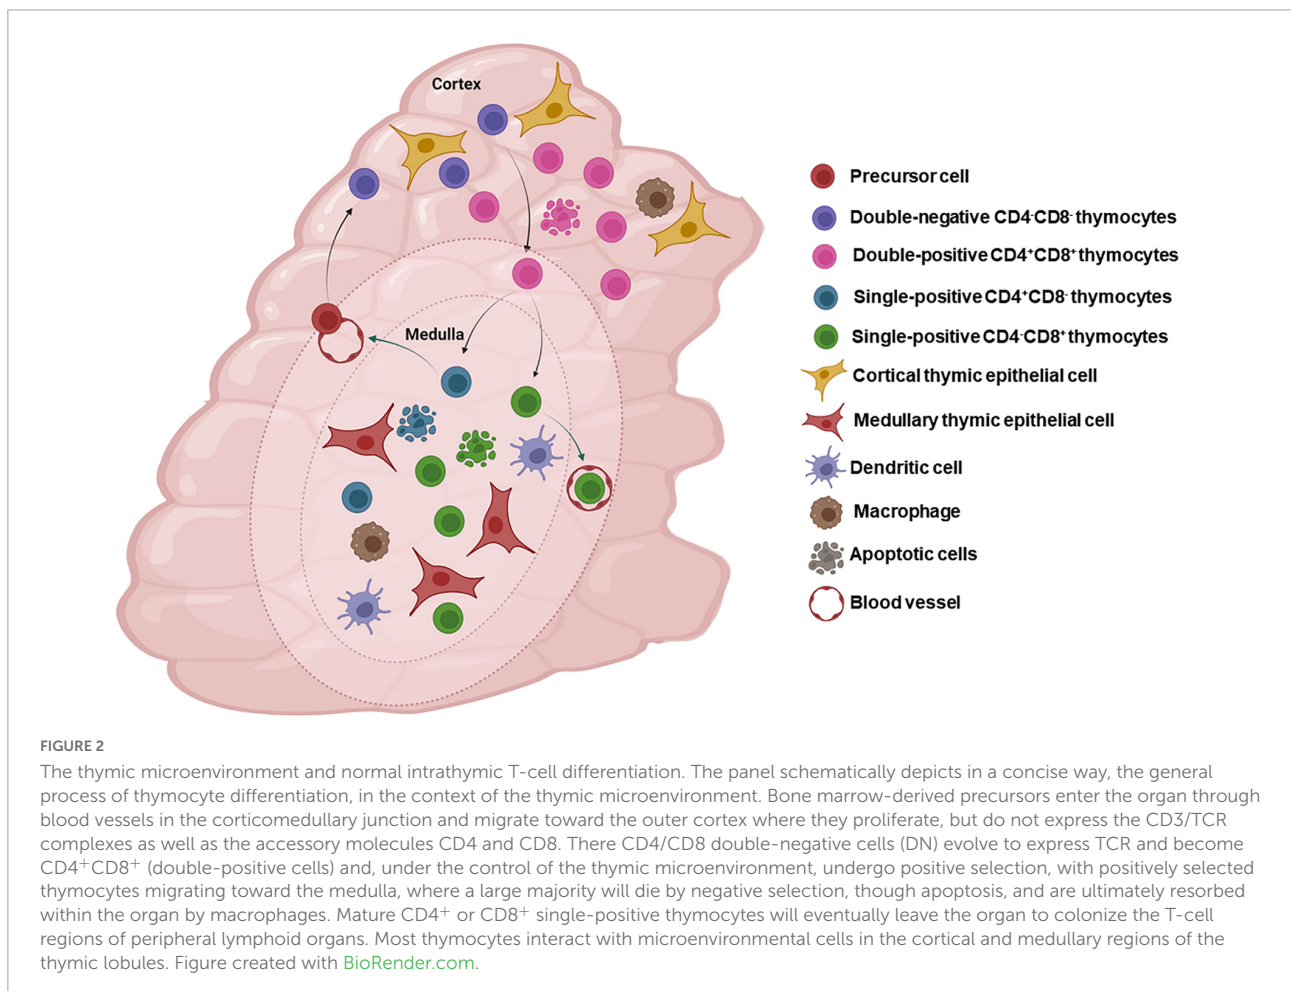 Cortex
Medulla
Precursor cell
Double-negative CD4⁻CD8⁻ thymocytes
Double-positive CD4⁺CD8⁺ thymocytes
Single-positive CD4⁺CD8⁻ thymocytes
Single-positive CD4⁻CD8⁺ thymocytes
Cortical thymic epithelial cell
Medullary thymic epithelial cell
Dendritic cell
Macrophage
Apoptotic cells
Blood vessel
FIGURE 2
The thymic microenvironment and normal intrathymic T-cell differentiation. The panel schematically depicts in a concise way, the general
process of thymocyte differentiation, in the context of the thymic microenvironment. Bone marrow-derived precursors enter the organ through
blood vessels in the corticomedullary junction and migrate toward the outer cortex where they proliferate, but do not express the CD3/TCR
complexes as well as the accessory molecules CD4 and CD8. There CD4/CD8 double-negative cells (DN) evolve to express TCR and become
CD4⁺CD8⁺ (double-positive cells) and, under the control of the thymic microenvironment, undergo positive selection, with positively selected
thymocytes migrating toward the medulla, where a large majority will die by negative selection, though apoptosis, and are ultimately resorbed
within the organ by macrophages. Mature CD4⁺ or CD8⁺ single-positive thymocytes will eventually leave the organ to colonize the T-cell
regions of peripheral lymphoid organs. Most thymocytes interact with microenvironmental cells in the cortical and medullary regions of the
thymic lobules. Figure created with BioRender.com.